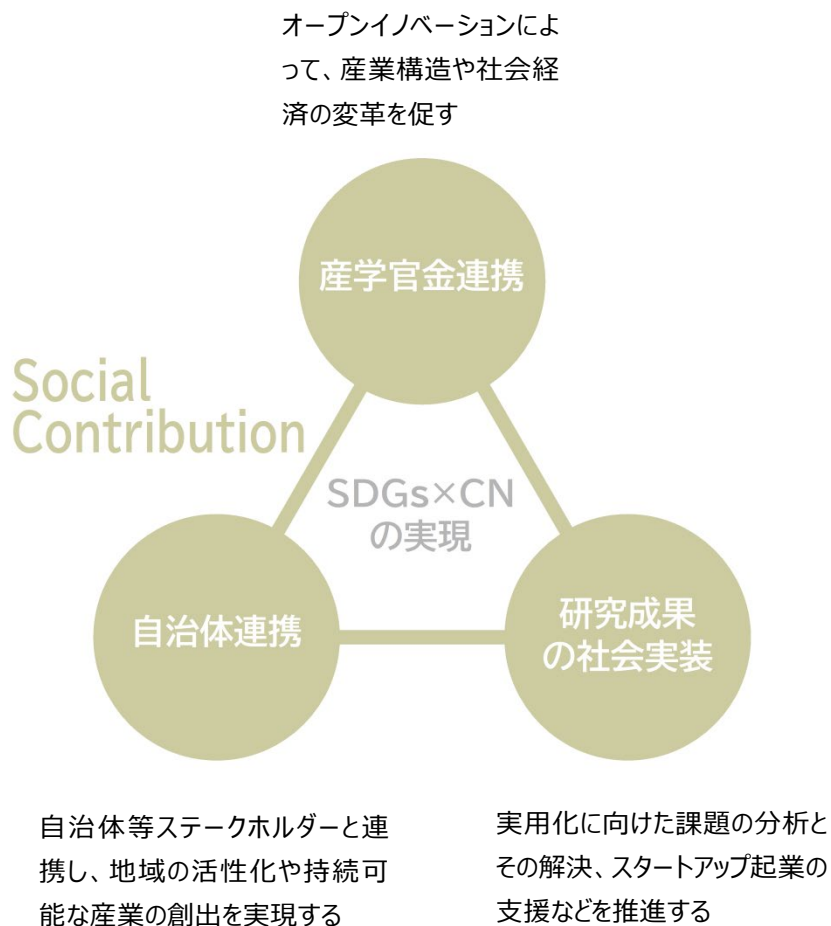 オープンイノベーションによ
って、産業構造や社会経
済の変革を促す
産学官金連携
Social
Contribution
SDGs×CN
の実現
自治体連携
研究成果
の社会実装
自治体等ステークホルダーと連
携し、地域の活性化や持続可
能な産業の創出を実現する
実用化に向けた課題の分析と
その解決、スタートアップ起業の
支援などを推進する